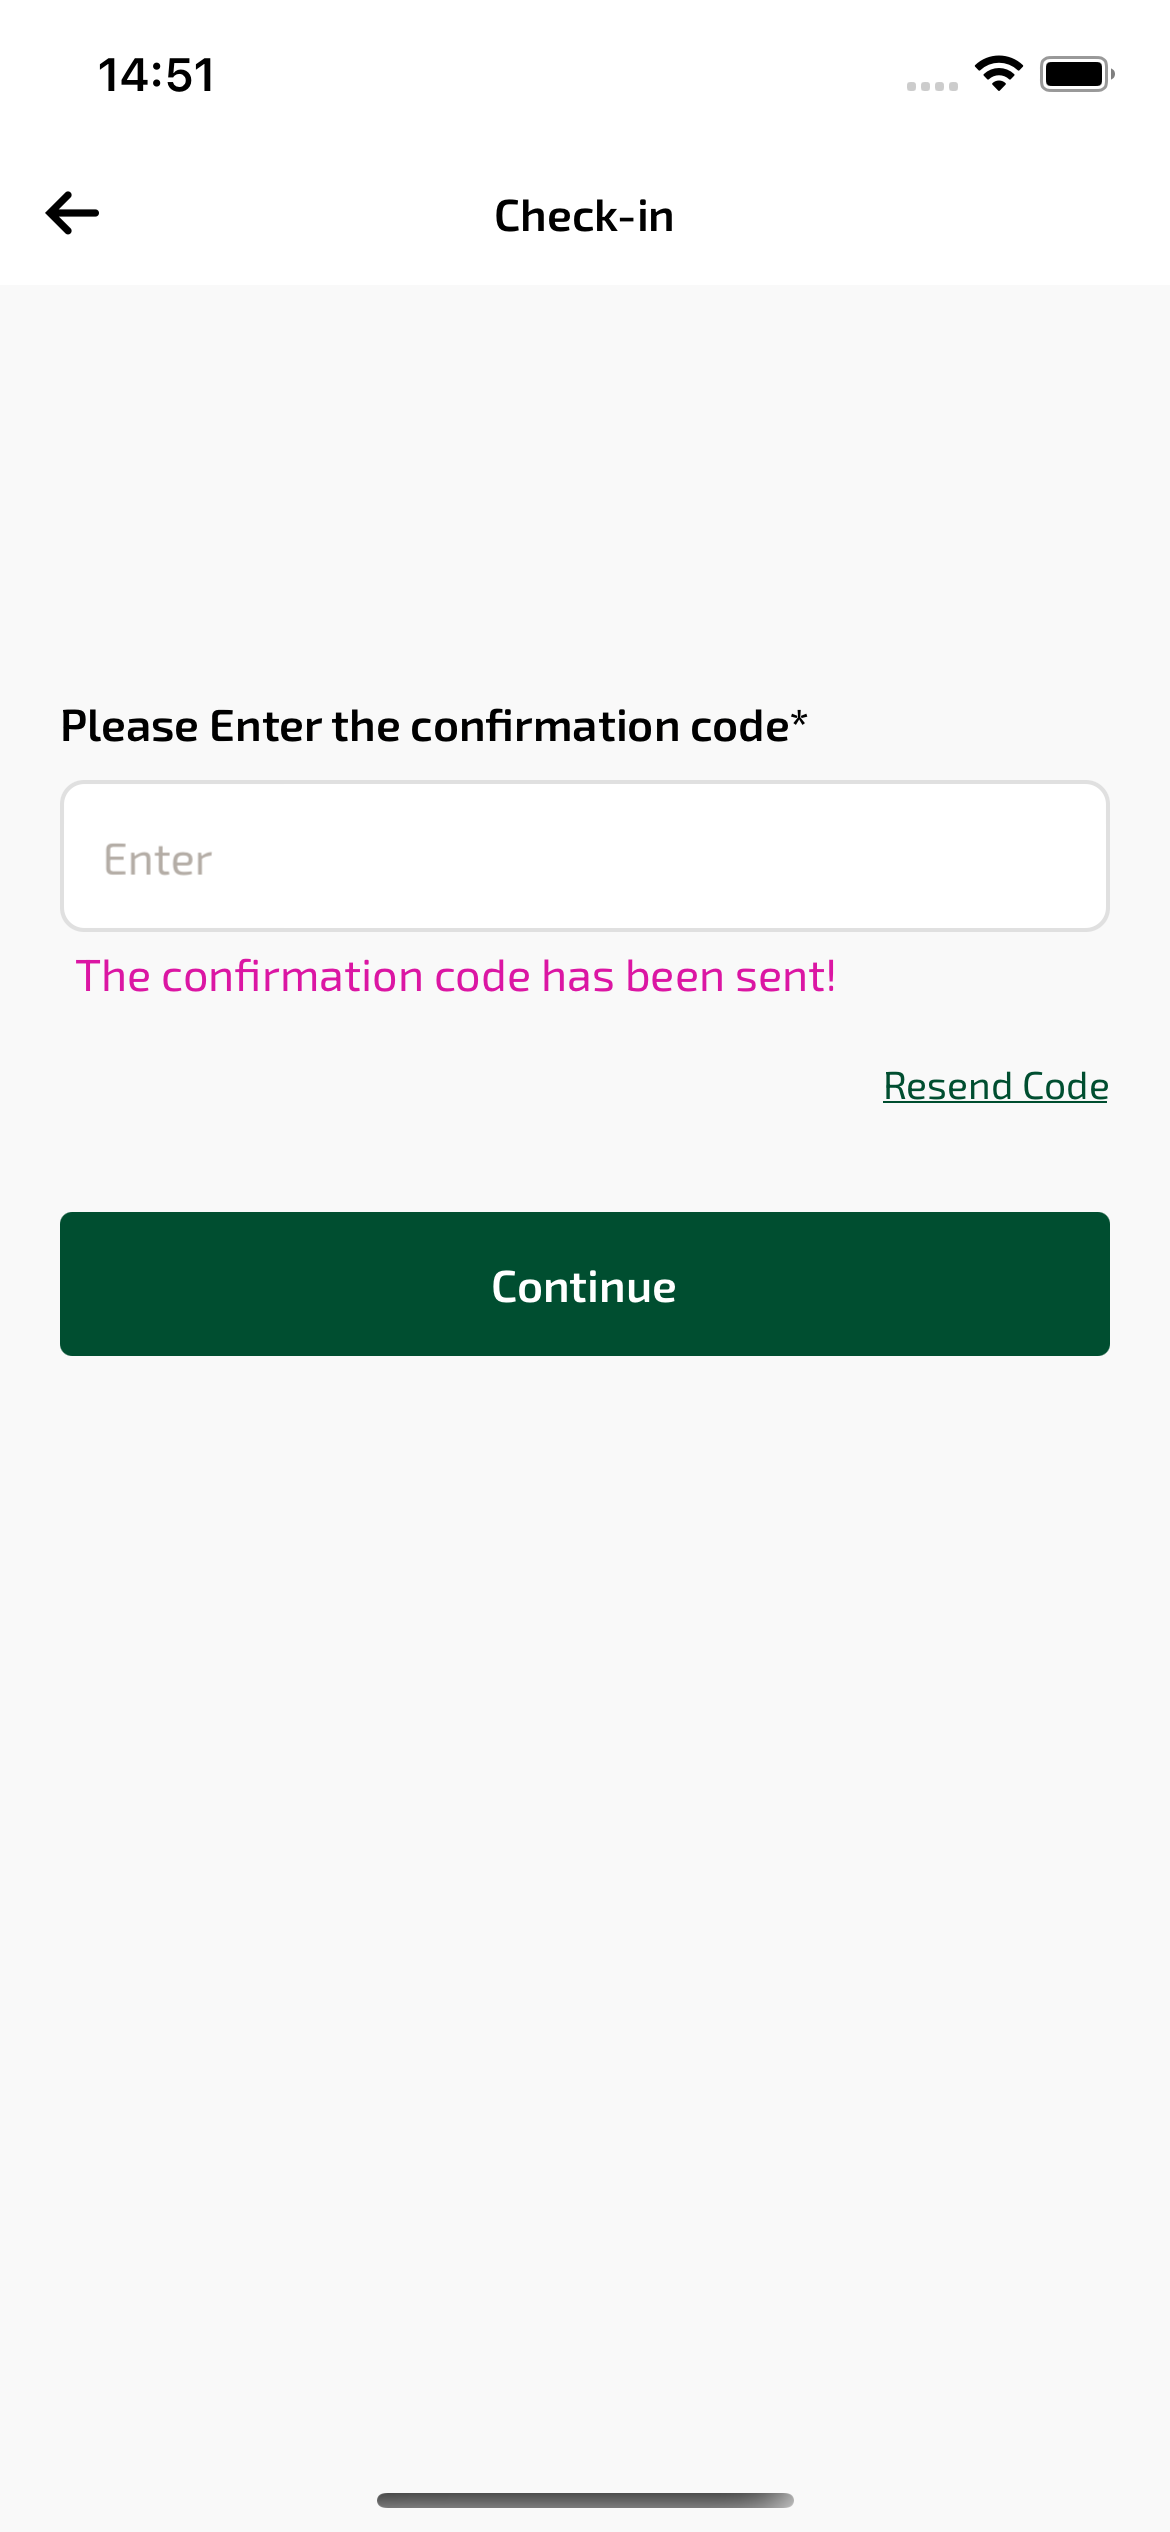 14:51
Check-in
Please Enter the confirmation code*
Enter
The confirmation code has been sent!
Resend Code
Continue